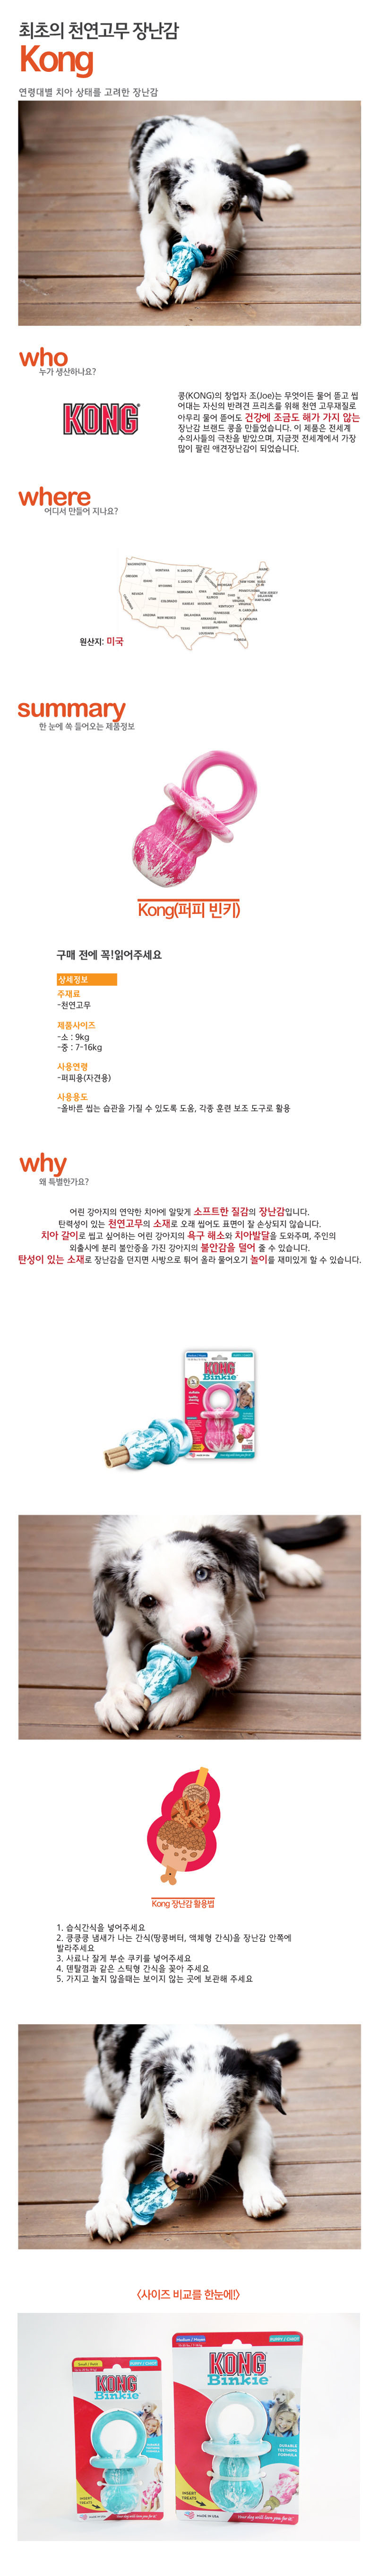 최초의 천연고무 장난감
Kong
연령대별 치아 상태를 고려한 장난감
who
누가 생산하나요?
KONG
콩(KONG)의 창업자 조(Joe)는 무엇이든 물어 뜯고 씹
어대는 자신의 반려견 프리츠를 위해 천연 고무재질로
아무리 물어 뜯어도 건강에 조금도 해가 가지 않는
장난감 브랜드 콩을 만들었습니다. 이 제품은 전세계
수의사들의 극찬을 받았으며, 지금껏 전세계에서 가장
많이 팔린 애견장난감이 되었습니다.
where
어디서 만들어 지나요?
원산지: 미국
summary
한 눈에 쏙 들어오는 제품정보
Kong(퍼피 빈키)
구매 전에 꼭!읽어주세요
상세정보
주재료
-천연고무
제품사이즈
-소 : 9kg
-중 : 7-16kg
사용연령
-퍼피용(자견용)
사용용도
-올바른 씹는 습관을 가질 수 있도록 도움, 각종 훈련 보조 도구로 활용
why
왜 특별한가요?
어린 강아지의 연약한 치아에 알맞게 소프트한 질감의 장난감입니다.
탄력성이 있는 천연고무의 소재로 오래 씹어도 표면이 잘 손상되지 않습니다.
치아 갈이로 씹고 싶어하는 어린 강아지의 욕구 해소와 치아발달을 도와주며, 주인의
외출시에 분리 불안증을 가진 강아지의 불안감을 덜어 줄 수 있습니다.
탄성이 있는 소재로 장난감을 던지면 사방으로 튀어 올라 물어오기 놀이를 재미있게 할 수 있습니다.
KONG
Binkie
Kong 장난감 활용법
1. 습식간식을 넣어주세요
2. 킁킁킁 냄새가 나는 간식(땅콩버터, 액체형 간식)을 장난감 안쪽에
발라주세요
3. 사료나 잘게 부순 쿠키를 넣어주세요
4. 덴탈껌과 같은 스틱형 간식을 꽂아 주세요
5. 가지고 놀지 않을때는 보이지 않는 곳에 보관해 주세요
<사이즈 비교를 한눈에!>
KONG
Binkie
INSERT
TREATS
KONG
Binkie
DURABLE
TEETHING
FORMULA
INSERT
TREATS
MADE IN USA